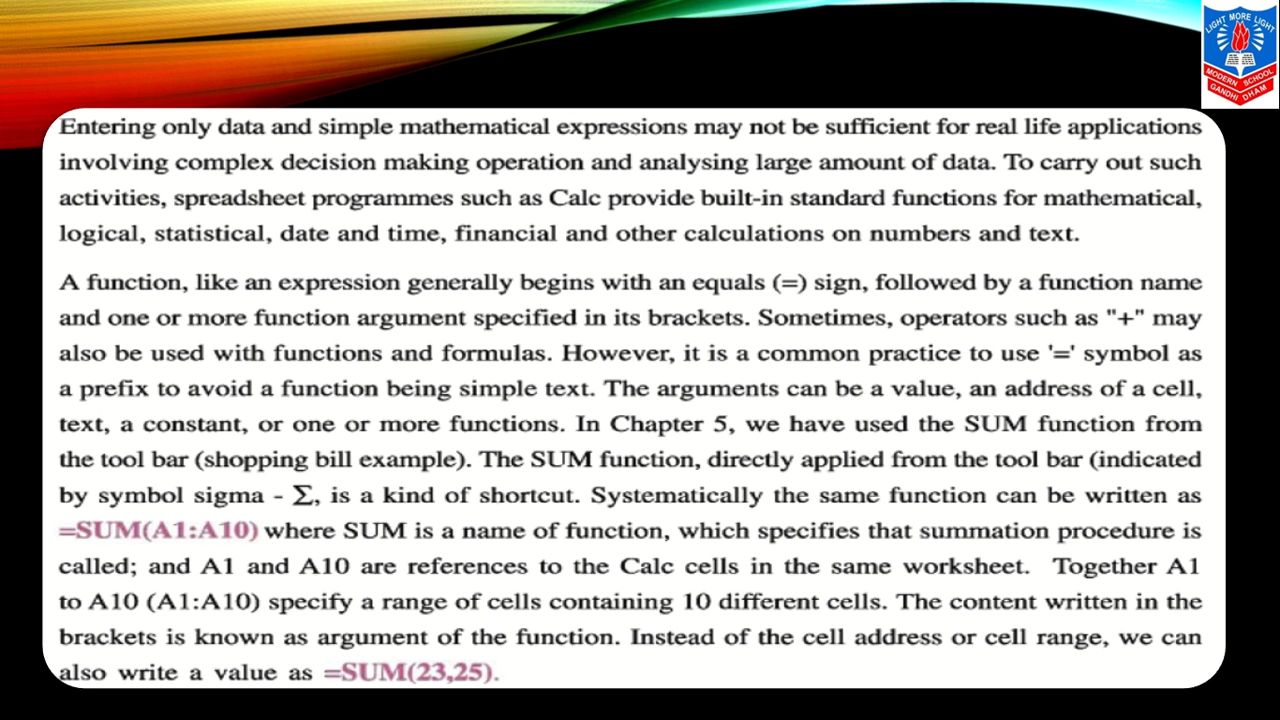 LIGHT MORE LIGHT
MODERN SCHOOL
GANDHI DHAM
Entering only data and simple mathematical expressions may not be sufficient for real life applications
involving complex decision making operation and analysing large amount of data. To carry out such
activities, spreadsheet programmes such as Calc provide built-in standard functions for mathematical,
logical, statistical, date and time, financial and other calculations on numbers and text.
A function, like an expression generally begins with an equals (=) sign, followed by a function name
and one or more function argument specified in its brackets. Sometimes, operators such as "+" may
also be used with functions and formulas. However, it is a common practice to use '=' symbol as
a prefix to avoid a function being simple text. The arguments can be a value, an address of a cell,
text, a constant, or one or more functions. In Chapter 5, we have used the SUM function from
the tool bar (shopping bill example). The SUM function, directly applied from the tool bar (indicated
by symbol sigma - Σ, is a kind of shortcut. Systematically the same function can be written as
=SUM(A1:A10) where SUM is a name of function, which specifies that summation procedure is
called; and A1 and A10 are references to the Calc cells in the same worksheet. Together A1
to A10 (A1:A10) specify a range of cells containing 10 different cells. The content written in the
brackets is known as argument of the function. Instead of the cell address or cell range, we can
also write a value as =SUM(23,25).